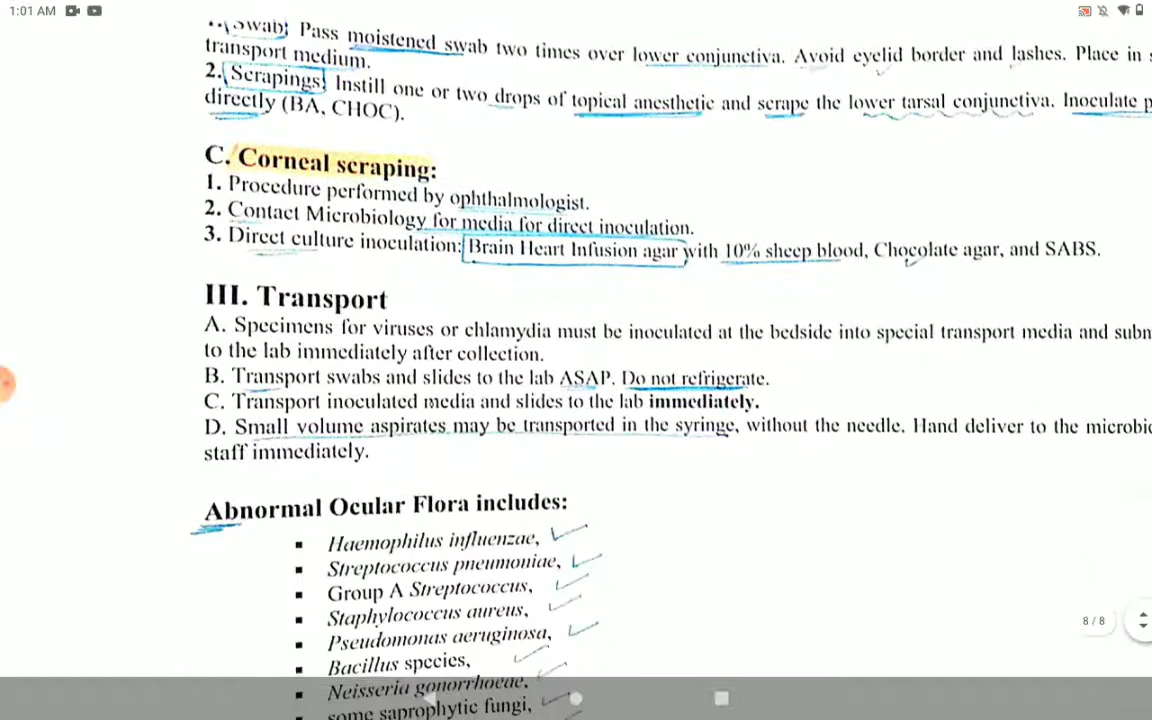 1:01 AM
Swab: Pass moistened swab two times over lower conjunctiva. Avoid eyelid border and lashes. Place in
transport medium.
2. Scrapings: Instill one or two drops of topical anesthetic and scrape the lower tarsal conjunctiva. Inoculate
directly (BA, CHOC).
C. Corneal scraping:
1. Procedure performed by ophthalmologist.
2. Contact Microbiology for media for direct inoculation.
3. Direct culture inoculation: Brain Heart Infusion agar with 10% sheep blood, Chocolate agar, and SABS.
III. Transport
A. Specimens for viruses or chlamydia must be inoculated at the bedside into special transport media and
to the lab immediately after collection.
B. Transport swabs and slides to the lab ASAP. Do not refrigerate.
C. Transport inoculated media and slides to the lab immediately.
D. Small volume aspirates may be transported in the syringe, without the needle. Hand deliver to the
staff immediately.
Abnormal Ocular Flora includes:
▪ Haemophilus influenzae,
▪ Streptococcus pneumoniae,
▪ Group A Streptococcus,
▪ Staphylococcus aureus,
▪ Pseudomonas aeruginosa,
8 / 8
▪ Bacillus species,
▪ Neisseria gonorrhoeae,
some saprophytic fungi,